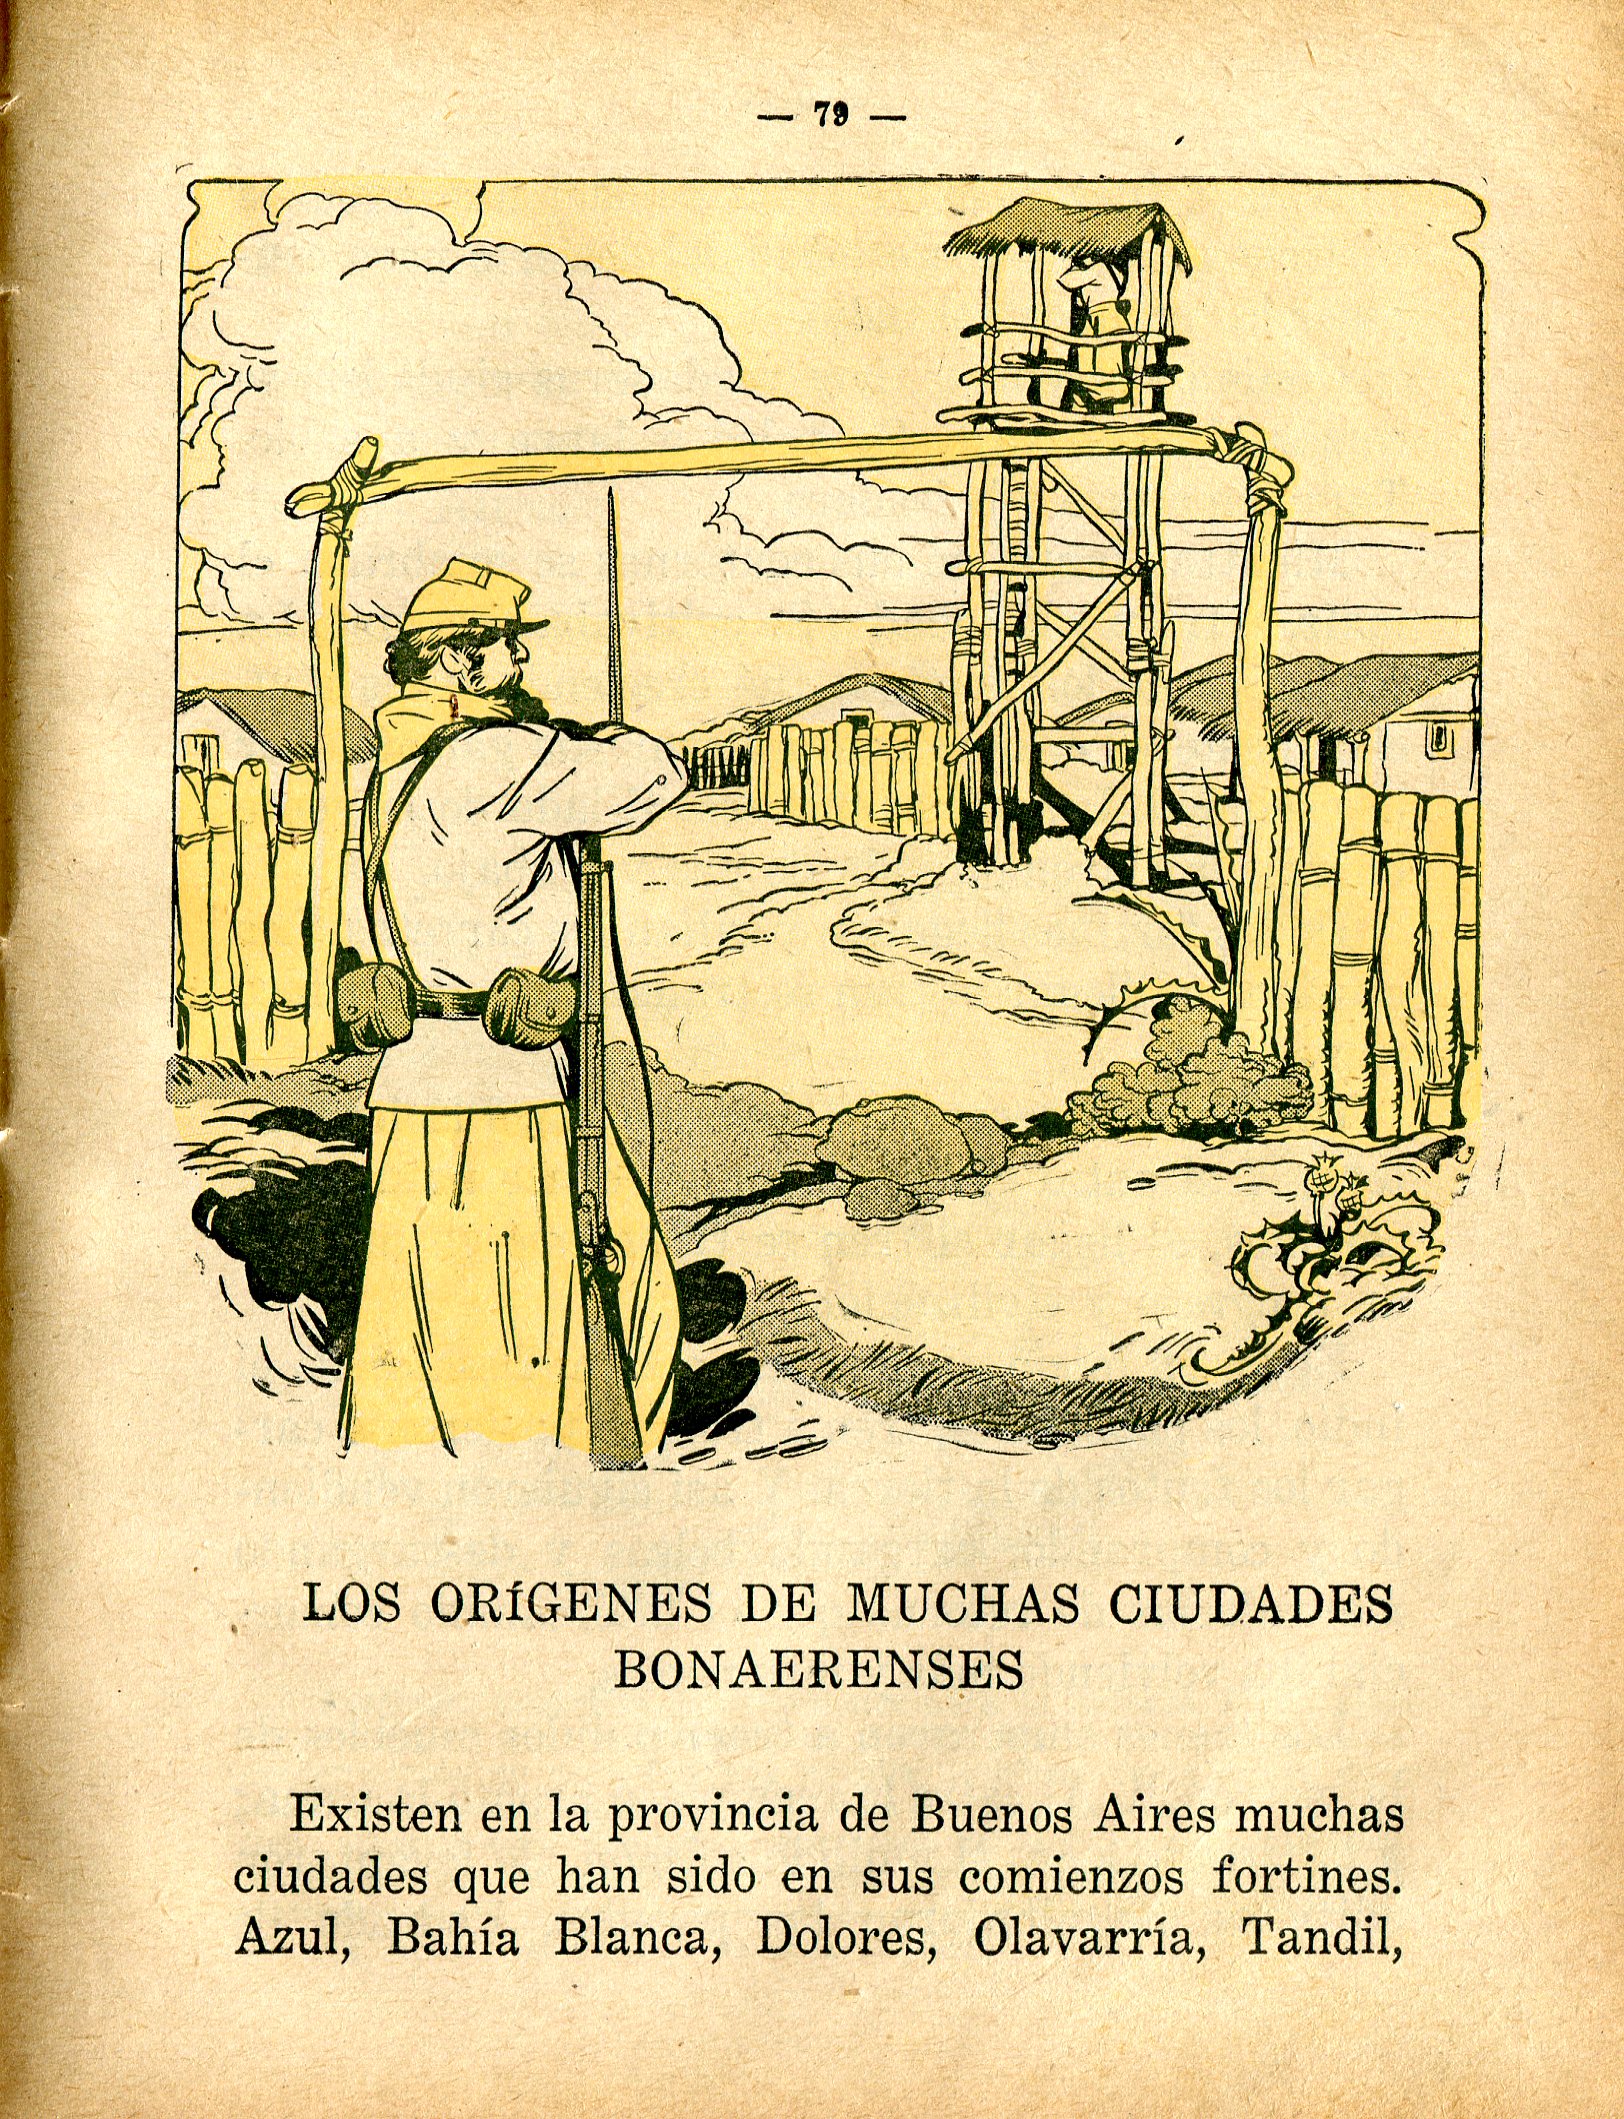 — 79 —
LOS ORíGENES DE MUCHAS CIUDADES
BONAERENSES
Existen en la provincia de Buenos Aires muchas
ciudades que han sido en sus comienzos fortines.
Azul, Bahía Blanca, Dolores, Olavarría, Tandil,